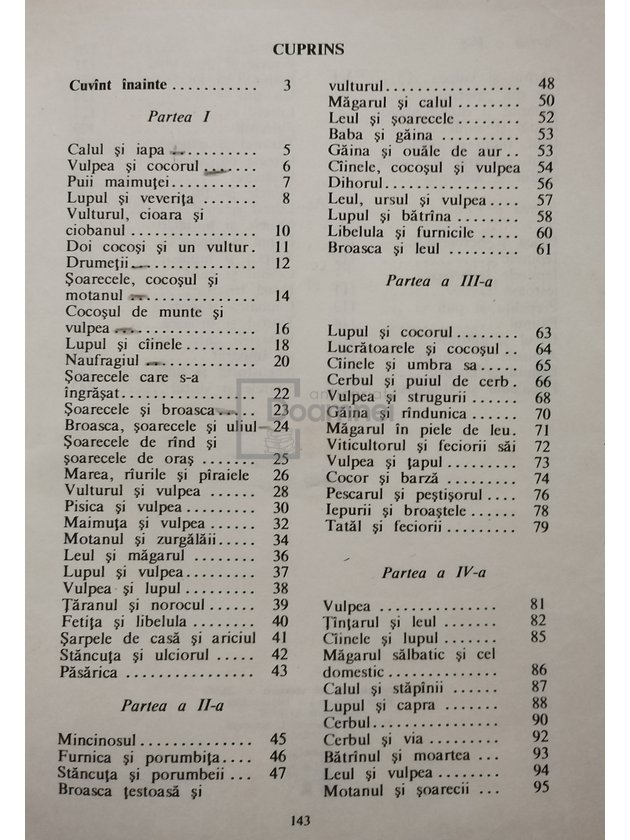 CUPRINS
Cuvînt înainte ........... 3
Partea I
Calul și iapa ........... 5
Vulpea și cocorul ....... 6
Puii maimuței........... 7
Lupul și veverița ....... 8
Vulturul, cioara și
ciobanul ................ 10
Doi cocoși și un vultur. 11
Drumeții................ 12
Șoarecele, cocoșul și
motanul ................ 14
Cocoșul de munte și
vulpea .................. 16
Lupul și cîinele ......... 18
Naufragiul .............. 20
Șoarecele care s-a
îngrășat................. 22
Șoarecele și broasca..... 23
Broasca, șoarecele și uliul— 24
Șoarecele de rînd și
șoarecele de oraș ....... 25
Marea, rîurile și pîraiele 26
Vulturul și vulpea ...... 28
Pisica și vulpea......... 30
Maimuța și vulpea ...... 32
Motanul și zurgălăii..... 34
Leul și măgarul ........ 36
Lupul și vulpea......... 37
Vulpea și lupul......... 38
Țăranul și norocul...... 39
Fetița și libelula ....... 40
Șarpele de casă și ariciul 41
Stăncuța și ulciorul ..... 42
Păsărica ................ 43
Partea a II-a
Mincinosul.............. 45
Furnica și porumbița.... 46
Stăncuța și porumbeii ... 47
Broasca țestoasă și
vulturul................. 48
Măgarul și calul ........ 50
Leul și șoarecele........ 52
Baba și găina .......... 53
Găina și ouăle de aur.. 53
Cîinele, cocoșul și vulpea 54
Dihorul................. 56
Leul, ursul și vulpea.... 57
Lupul și bătrîna ........ 58
Libelula și furnicile ..... 60
Broasca și leul ......... 61
Partea a III-a
Lupul și cocorul........ 63
Lucrătoarele și cocoșul .. 64
Cîinele și umbra sa..... 65
Cerbul și puiul de cerb. 66
Vulpea și strugurii...... 68
Găina și rîndunica ..... 70
Măgarul în piele de leu. 71
Viticultorul și feciorii săi 72
Vulpea și țapul......... 73
Cocor și barză ......... 74
Pescarul și peștișorul .... 76
Iepurii și broaștele...... 78
Tatăl și feciorii......... 79
Partea a IV-a
Vulpea ................. 81
Țînțarul și leul ........ 82
Cîinele și lupul......... 85
Măgarul sălbatic și cel
domestic ................ 86
Calul și stăpînii ....... 87
Lupul și capra ......... 88
Cerbul.................. 90
Cerbul și via ........... 92
Bătrînul și moartea ... 93
Leul și vulpea.......... 94
Motanul și șoarecii ... 95
143